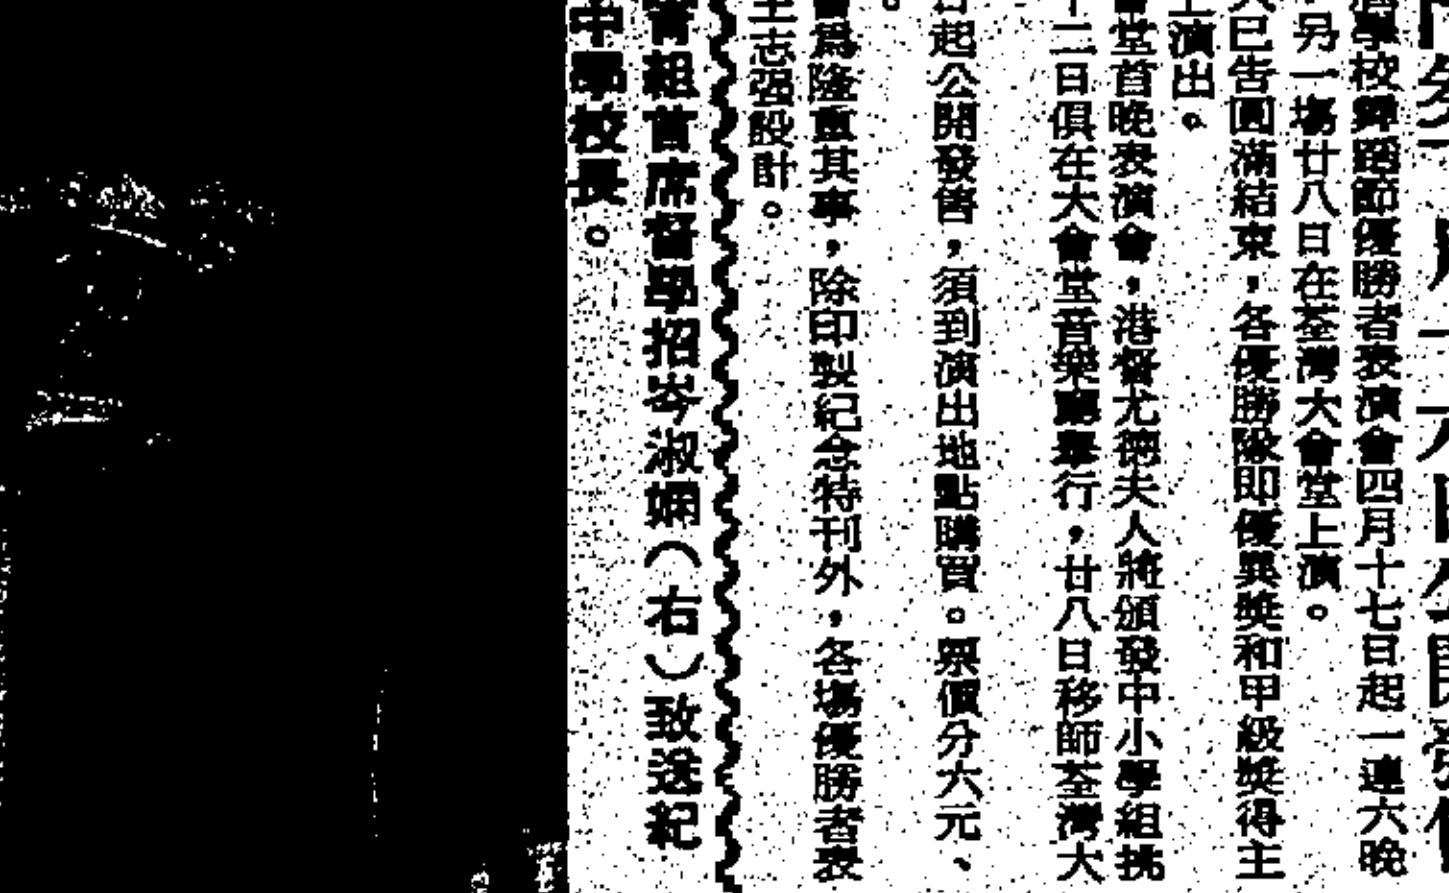 學校舞蹈節優勝者表演會四月十七日起一連六晚
，另一場廿八日在荃灣大會堂上演。
已告圓滿結束，各優勝隊即優異獎和甲級獎得主
上演出。
會堂首晚表演會，港督尤德夫人將頒發中小學組挑
十二日俱在大會堂音樂廳舉行，廿八日移師荃灣大
日起公開發售，須到演出地點購買。票價分六元、
。
爲隆重其事，除印製紀念特刊外，各場優勝者表
王志强設計。
育組首席督學招岑淑嫻（右）致送紀
中學校長。